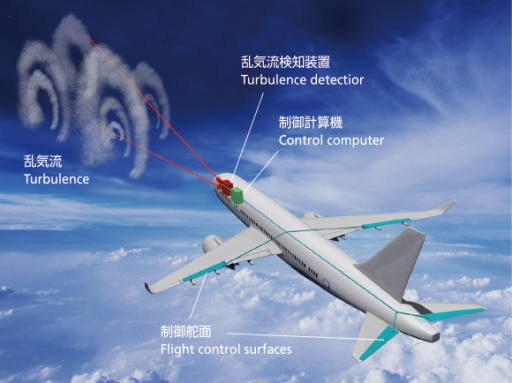 乱気流検知装置
Turbulence detectior
制御計算機
Control computer
乱気流
Turbulence
制御舵面
Flight control surfaces